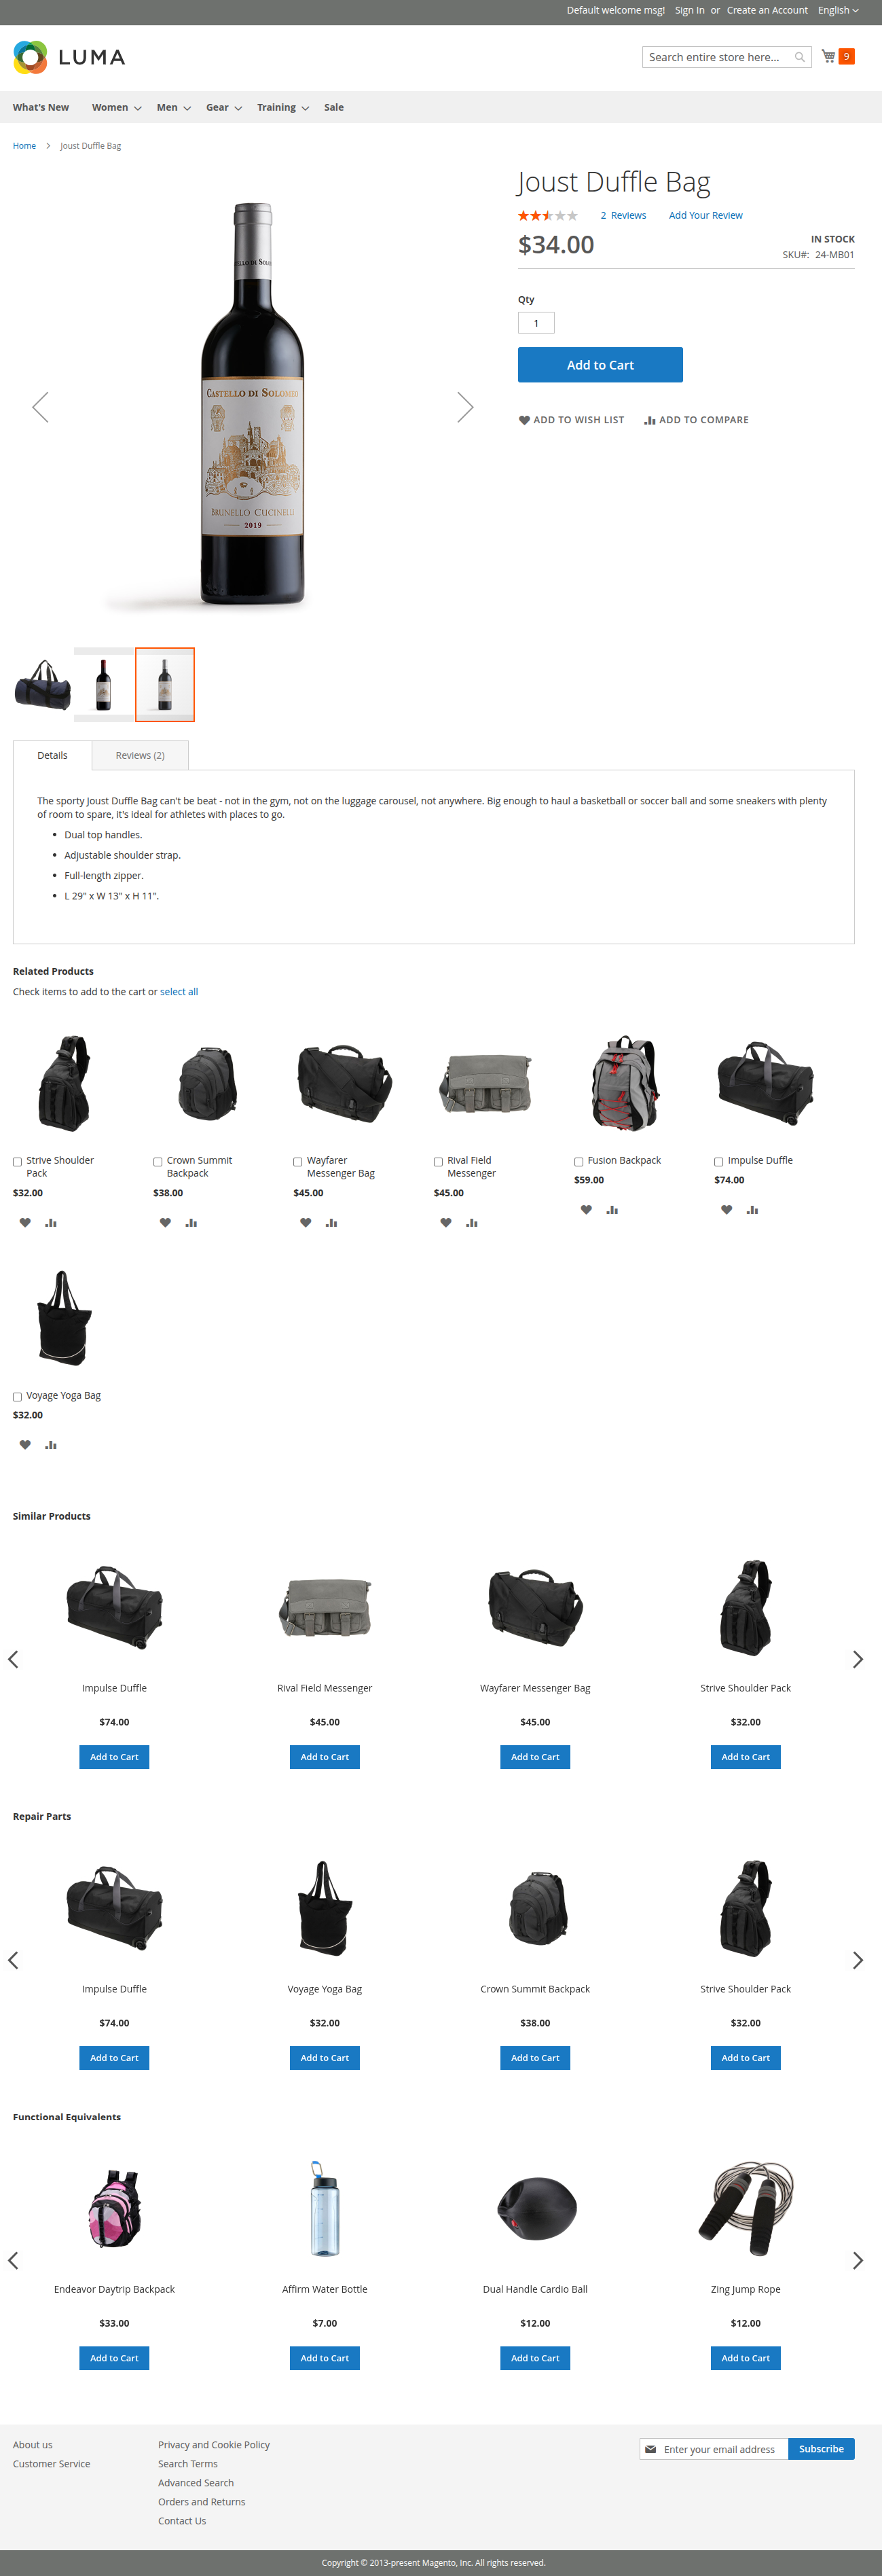 Default welcome msg! Sign In or Create an Account English
LUMA
Search entire store here...
9
What's New Women Men Gear Training Sale
Home Joust Duffle Bag
Joust Duffle Bag
2 Reviews Add Your Review
$34.00
IN STOCK
SKU#: 24-MB01
Qty
1
Add to Cart
ADD TO WISH LIST ADD TO COMPARE
CASTELLO DI SOLOMIO
BRUNELLO CUCINELLI
2019
Details Reviews (2)
The sporty Joust Duffle Bag can't be beat - not in the gym, not on the luggage carousel, not anywhere. Big enough to haul a basketball or soccer ball and some sneakers with plenty
of room to spare, it's ideal for athletes with places to go.
Dual top handles.
Adjustable shoulder strap.
Full-length zipper.
L 29" x W 13" x H 11".
Related Products
Check items to add to the cart or select all
Strive Shoulder
Pack
$32.00
Crown Summit
Backpack
$38.00
Wayfarer
Messenger Bag
$45.00
Rival Field
Messenger
$45.00
Fusion Backpack
$59.00
Impulse Duffle
$74.00
Voyage Yoga Bag
$32.00
Similar Products
Impulse Duffle
$74.00
Add to Cart
Rival Field Messenger
$45.00
Add to Cart
Wayfarer Messenger Bag
$45.00
Add to Cart
Strive Shoulder Pack
$32.00
Add to Cart
Repair Parts
Impulse Duffle
$74.00
Add to Cart
Voyage Yoga Bag
$32.00
Add to Cart
Crown Summit Backpack
$38.00
Add to Cart
Strive Shoulder Pack
$32.00
Add to Cart
Functional Equivalents
Endeavor Daytrip Backpack
$33.00
Add to Cart
Affirm Water Bottle
$7.00
Add to Cart
Dual Handle Cardio Ball
$12.00
Add to Cart
Zing Jump Rope
$12.00
Add to Cart
About us
Customer Service
Privacy and Cookie Policy
Search Terms
Advanced Search
Orders and Returns
Contact Us
Enter your email address
Subscribe
Copyright © 2013-present Magento, Inc. All rights reserved.